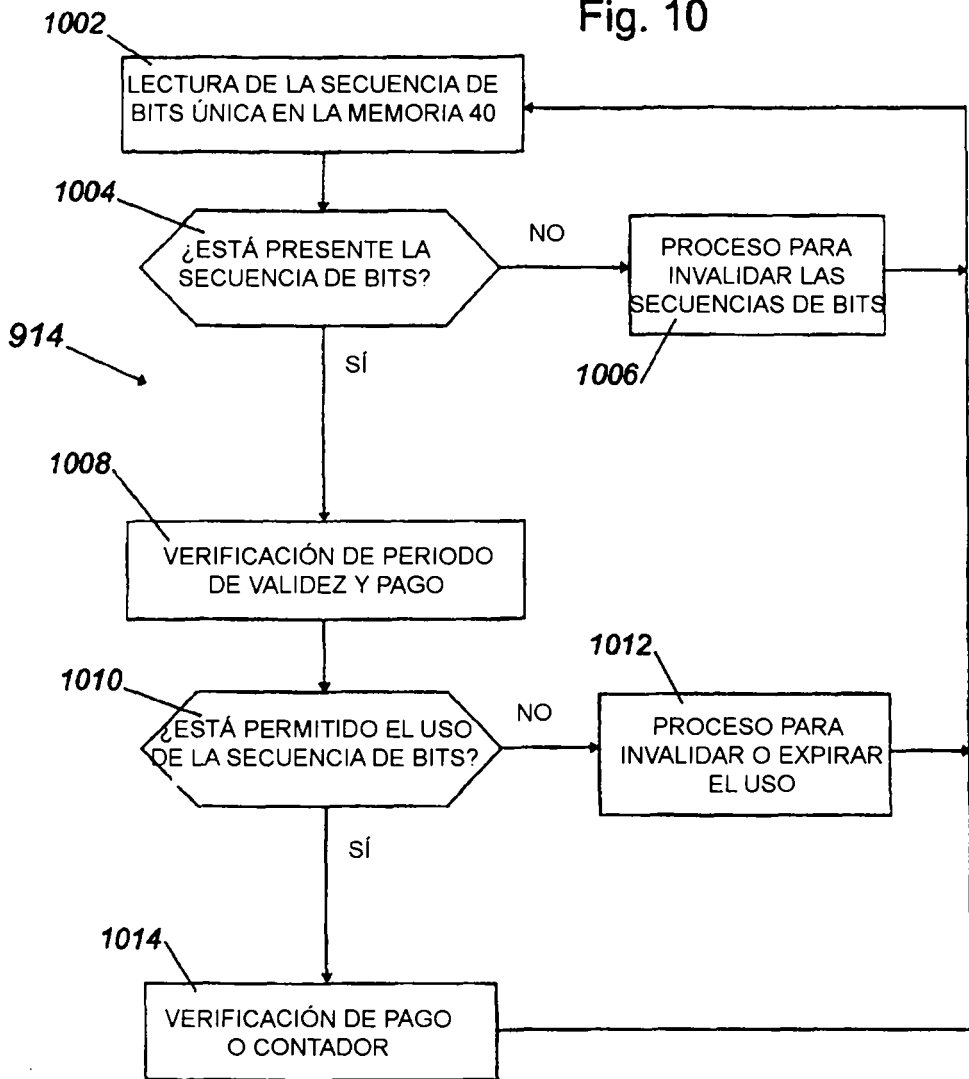 Fig. 10
1002
LECTURA DE LA SECUENCIA DE
BITS ÚNICA EN LA MEMORIA 40
1004
¿ESTÁ PRESENTE LA
SECUENCIA DE BITS?
NO
PROCESO PARA
INVALIDAR LAS
SECUENCIAS DE BITS
1006
914
SÍ
1008
VERIFICACIÓN DE PERIODO
DE VALIDEZ Y PAGO
1010
¿ESTÁ PERMITIDO EL USO
DE LA SECUENCIA DE BITS?
NO
1012
PROCESO PARA
INVALIDAR O EXPIRAR
EL USO
SÍ
1014
VERIFICACIÓN DE PAGO
O CONTADOR